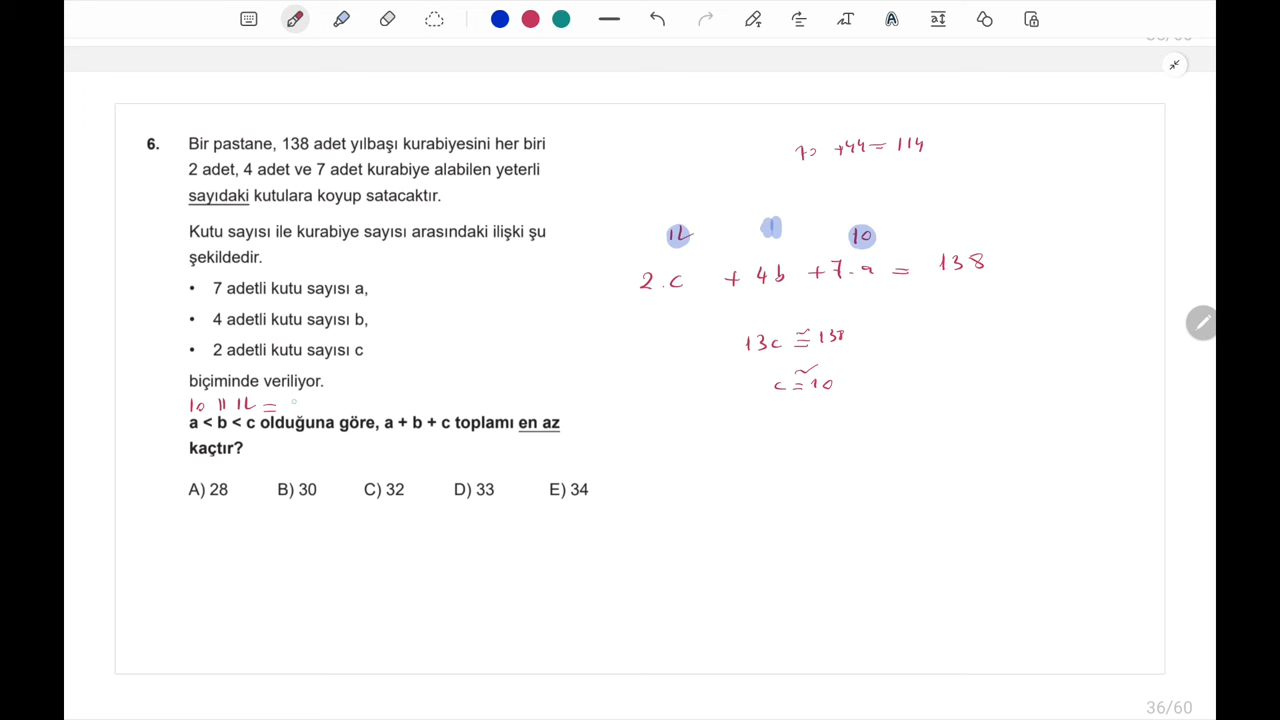 6. Bir pastane, 138 adet yılbaşı kurabiyesini her biri
2 adet, 4 adet ve 7 adet kurabiye alabilen yeterli
sayıdaki kutulara koyup satacaktır.
Kutu sayısı ile kurabiye sayısı arasındaki ilişki şu
şekildedir.
• 7 adetli kutu sayısı a,
• 4 adetli kutu sayısı b,
• 2 adetli kutu sayısı c
biçiminde veriliyor.
10 11 12 =
a < b < c olduğuna göre, a + b + c toplamı en az
kaçtır?
A) 28 B) 30 C) 32 D) 33 E) 34
70 +44 = 114
12 11 10
2.c + 4b + 7.a = 138
13c ≅ 138
c ≅ 10
36/60